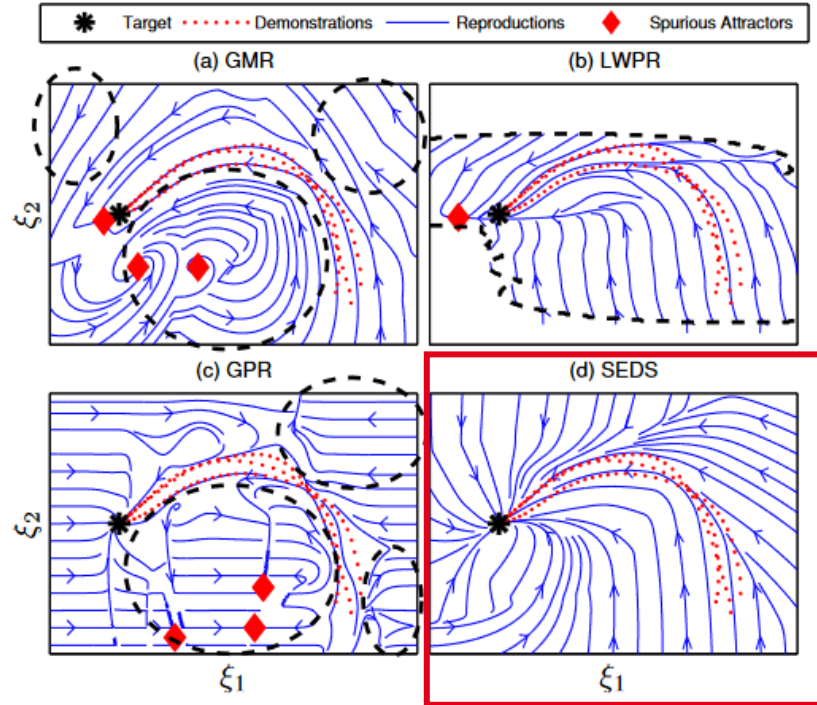 Target Demonstrations Reproductions Spurious Attractors
(a) GMR (b) LWPR
ξ2
(c) GPR (d) SEDS
ξ2
ξ1 ξ1